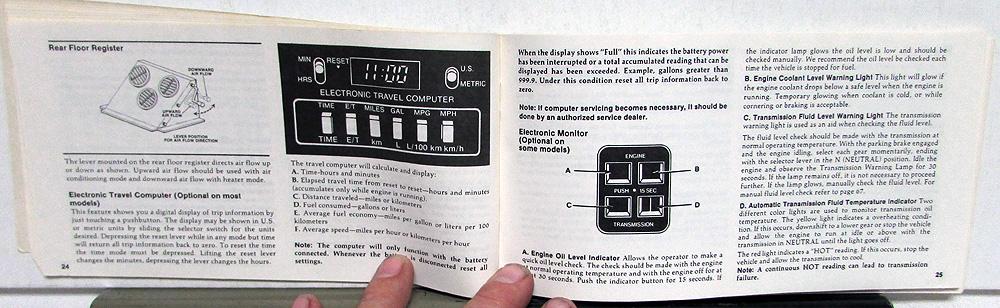 Rear Floor Register
DOWNWARD
AIR FLOW
UPWARD
AIR FLOW
LEVER POSITION
FOR AIR FLOW DIRECTION
The lever mounted on the rear floor register directs air flow up
or down as shown. Upward air flow should be used with air
conditioning mode and downward air flow with heater mode.
Electronic Travel Computer (Optional on most
models)
This feature shows you a digital display of trip information by
just touching a pushbutton. The display may be shown in U.S.
or metric units by sliding the selector switch for the units
desired. Depressing the reset lever while in any mode but time
will return all trip information back to zero. To reset the time
the time mode must be depressed. Lifting the reset lever
changes the minutes, depressing the lever changes the hours.
24
MIN
RESET
HRS
11:00
U.S.
METRIC
ELECTRONIC TRAVEL COMPUTER
TIME E/T MILES GAL MPG MPH
TIME E/T km L L/100 km km/h
The travel computer will calculate and display:
A. Time-hours and minutes
B. Elapsed time from reset to reset—hours and minutes
(accumulates only while engine is running).
C. Distance traveled—miles or kilometers
D. Fuel consumed—gallons or liters
E. Average fuel economy—miles per gallon or liters per 100
kilometers
F. Average speed—miles per hour or kilometers per hour
Note: The computer will only function with the battery
connected. Whenever the is disconnected reset all
settings.
When the display shows "Full" this indicates the battery power
has been interrupted or a total accumulated reading that can be
displayed has been exceeded. Example, gallons greater than
999.9. Under this condition reset all trip information back to
zero.
Note: If computer servicing becomes necessary, it should be
done by an authorized service dealer.
Electronic Monitor
(Optional on
some models)
ENGINE
A
B
PUSH 15 SEC
C
D
TRANSMISSION
A. Engine Oil Level Indicator Allows the operator to make a
quick oil level check. The check should be made with the engine
normal operating temperature and with the engine off for at
30 seconds. Push the indicator button for 15 seconds. If
the indicator lamp glows the oil level is low and should be
checked manually. We recommend the oil level be checked each
time the vehicle is stopped for fuel.
B. Engine Coolant Level Warning Light This light will glow if
the engine coolant drops below a safe level when the engine is
running. Temporary glowing when coolant is cold, or while
cornering or braking is acceptable.
C. Transmission Fluid Level Warning Light The transmission
warning light is used as an aid when checking the fluid level.
The fluid level check should be made with the transmission at
normal operating temperature. With the parking brake engaged
and the engine idling, select each gear momentarily, ending
with the selector lever in the N (NEUTRAL) position. Idle the
engine and observe the Transmission Warning Lamp for 30
seconds. If the lamp remains off, it is not necessary to proceed
further. If the lamp glows, manually check the fluid level. For
manual fluid level check refer to page 67.
D. Automatic Transmission Fluid Temperature Indicator Two
different color lights are used to monitor transmission oil
temperature. The yellow light indicates a overheating condi-
tion. If this occurs, downshift to a lower gear or stop the vehicle
and allow the engine to run at idle or above with the
transmission in NEUTRAL until the light goes off.
The red light indicates a "HOT" reading. If this occurs, stop the
vehicle and allow the transmission to cool.
Note: A continuous HOT reading can lead to transmission
failure.
25